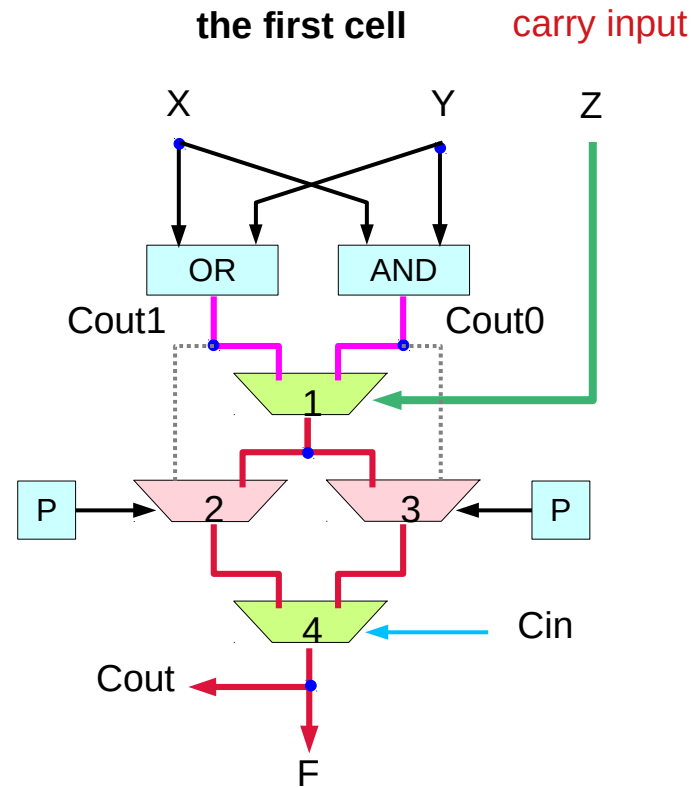 the first cell
carry input
X
Y
Z
OR
AND
Cout1
Cout0
1
2
3
P
P
4
Cin
Cout
F